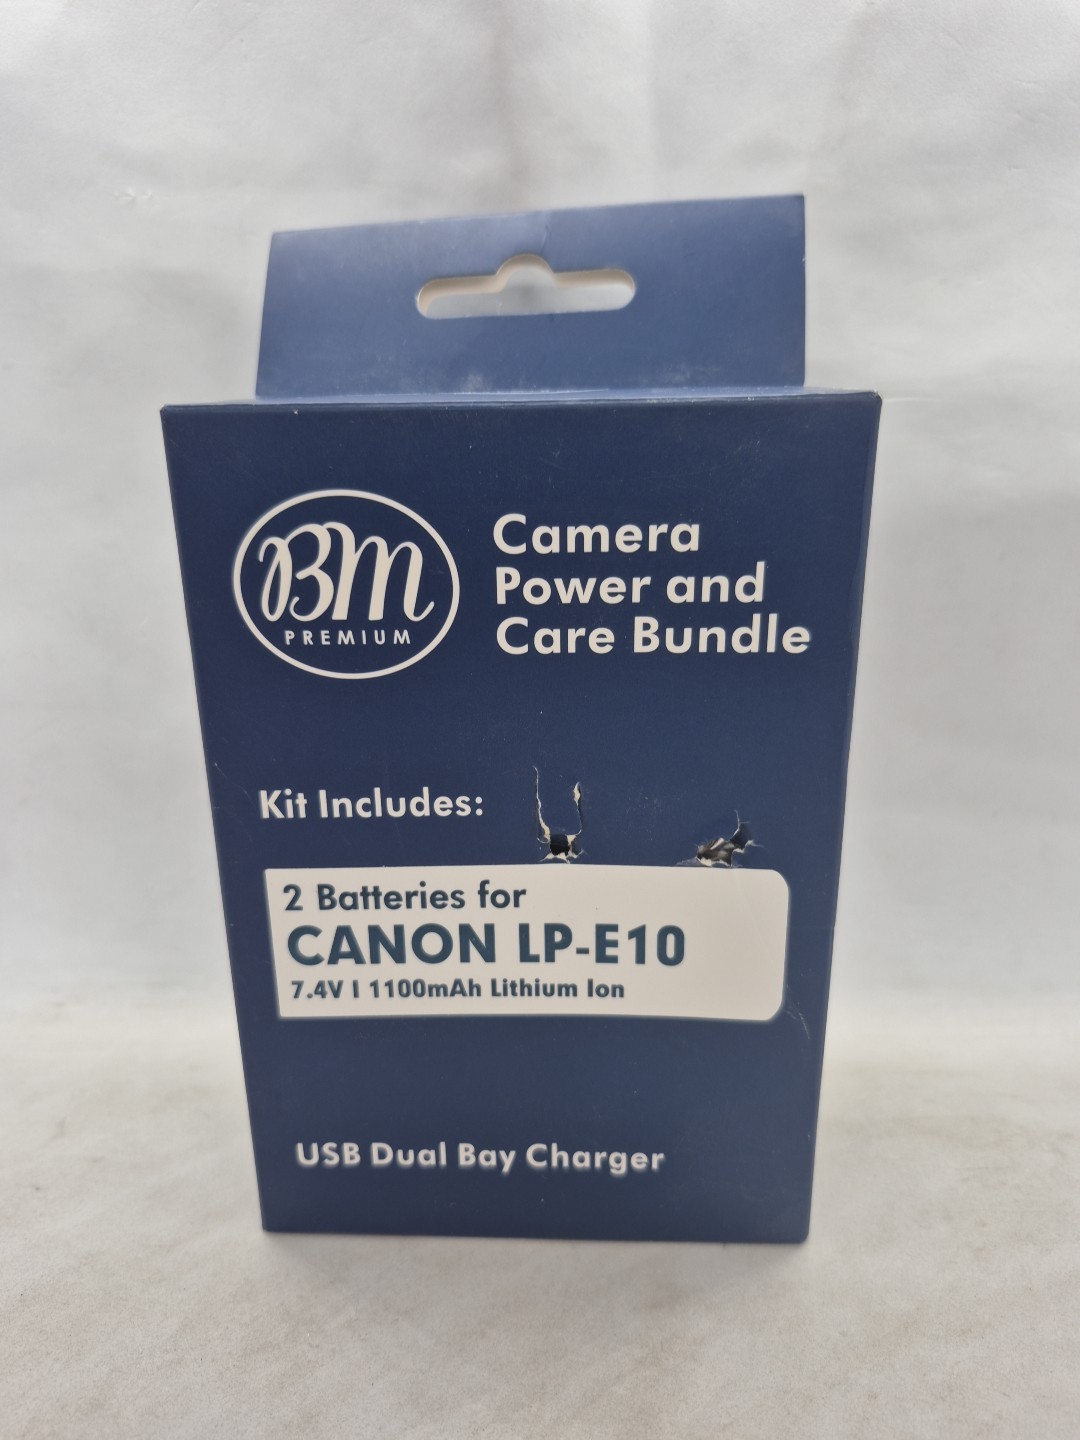 BM
PREMIUM
Camera
Power and
Care Bundle
Kit Includes:
2 Batteries for
CANON LP-E10
7.4V | 1100mAh Lithium Ion
USB Dual Bay Charger